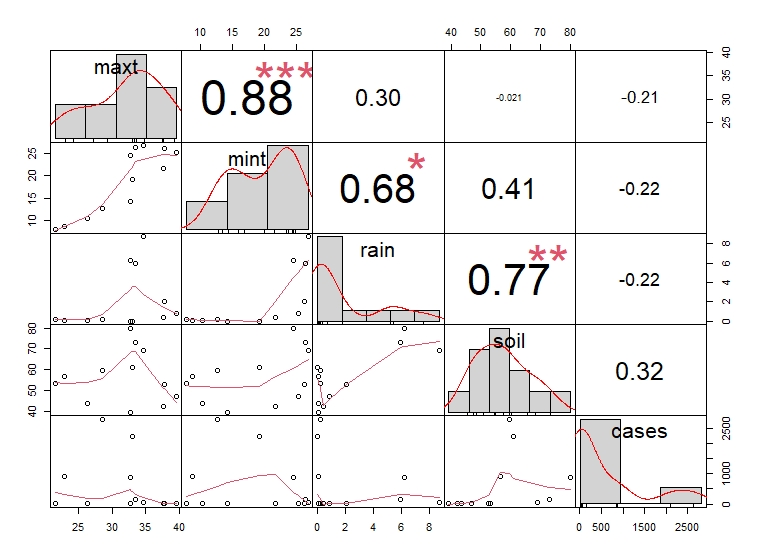 10 15 20 25 40 50 60 70 80
maxt 0.88 *** 0.30 -0.021 -0.21 25 30 35 40
10 15 20 25 mint 0.68 * 0.41 -0.22
rain 0.77 ** -0.22 0 2 4 6 8
40 50 60 70 80 soil 0.32
cases 0 1000 2500
25 30 35 40 0 2 4 6 8 0 500 1500 2500